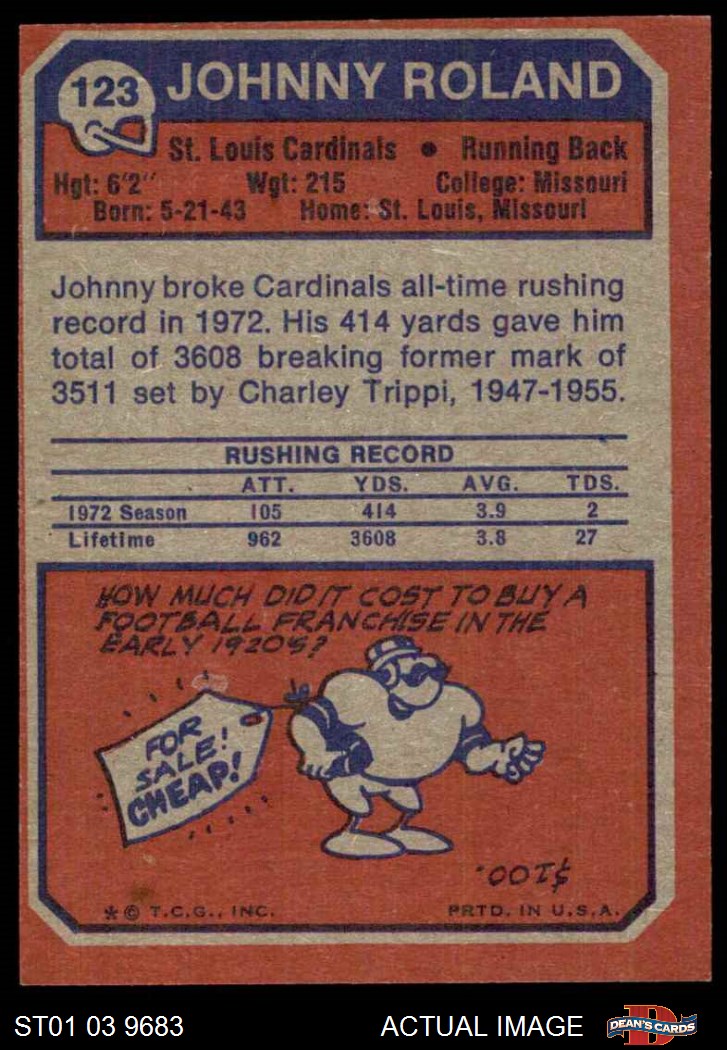 123 JOHNNY ROLAND
St. Louis Cardinals • Running Back
Hgt: 6'2" Wgt: 215 College: Missouri
Born: 5-21-43 Home: St. Louis, Missouri
Johnny broke Cardinals all-time rushing
record in 1972. His 414 yards gave him
total of 3608 breaking former mark of
3511 set by Charley Trippi, 1947-1955.
RUSHING RECORD
ATT. YDS. AVG. TDS.
1972 Season 105 414 3.9 2
Lifetime 962 3608 3.8 27
HOW MUCH DID IT COST TO BUY A
FOOTBALL FRANCHISE IN THE
EARLY 1920'S?
FOR
SALE!
CHEAP!
$100.
* © T.C.G., INC. PRTD. IN U.S.A.
ST01 03 9683 ACTUAL IMAGE D DEAN'S CARDS